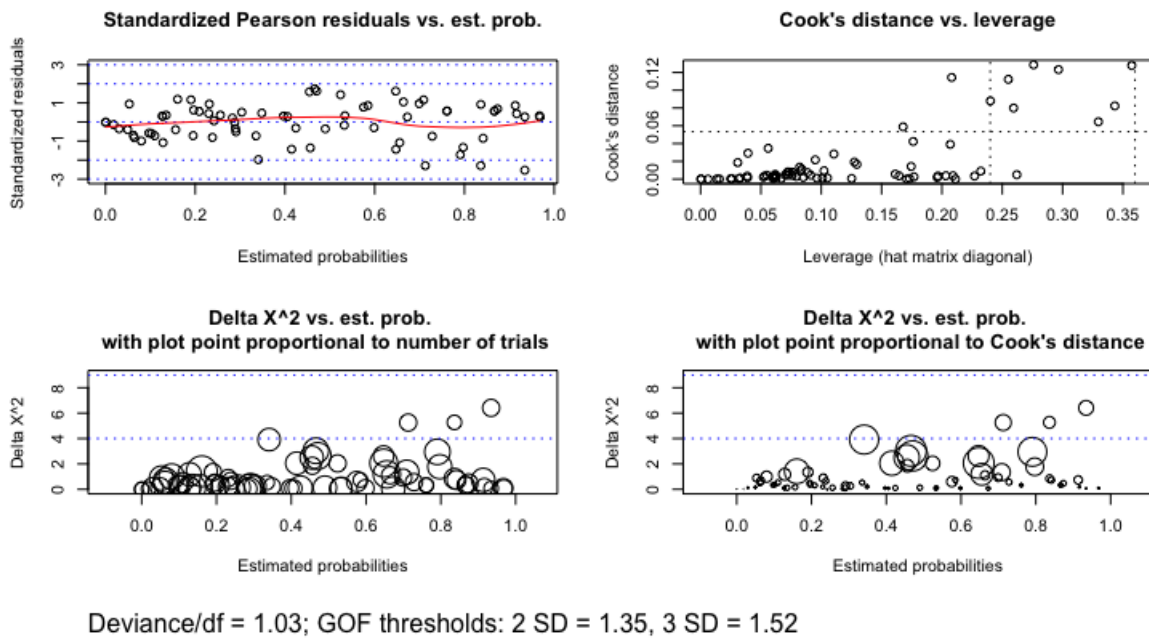 Standardized Pearson residuals vs. est. prob.
Standardized residuals
3
1
-1
-3
0.0 0.2 0.4 0.6 0.8 1.0
Estimated probabilities
Cook's distance vs. leverage
Cook's distance
0.12
0.06
0.00
0.00 0.05 0.10 0.15 0.20 0.25 0.30 0.35
Leverage (hat matrix diagonal)
Delta X^2 vs. est. prob.
with plot point proportional to number of trials
Delta X^2
8
6
4
2
0
0.0 0.2 0.4 0.6 0.8 1.0
Estimated probabilities
Delta X^2 vs. est. prob.
with plot point proportional to Cook's distance
Delta X^2
8
6
4
2
0
0.0 0.2 0.4 0.6 0.8 1.0
Estimated probabilities
Deviance/df = 1.03; GOF thresholds: 2 SD = 1.35, 3 SD = 1.52